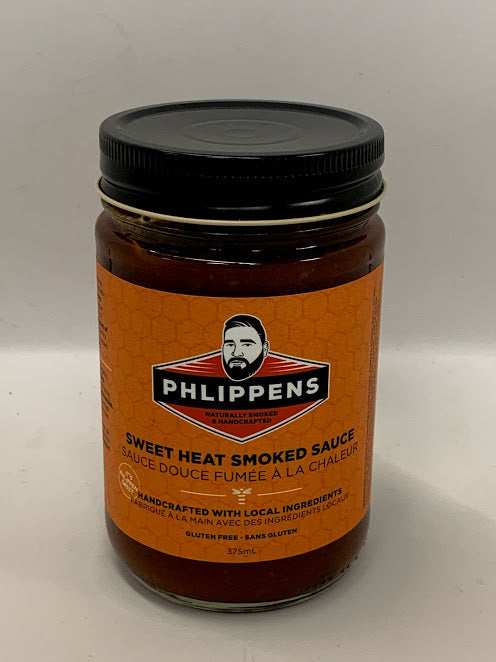 PHLIPPENS
NATURALLY SMOKED
& HANDCRAFTED
SWEET HEAT SMOKED SAUCE
SAUCE DOUCE FUMÉE À LA CHALEUR
HANDCRAFTED WITH LOCAL INGREDIENTS
FABRIQUÉ À LA MAIN AVEC DES INGRÉDIENTS LOCAUX
GLUTEN FREE - SANS GLUTEN
375mL